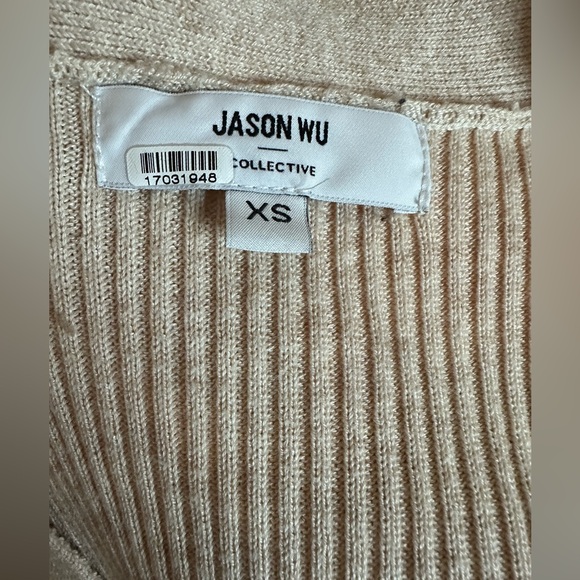 JASON WU
COLLECTIVE
17031948
XS